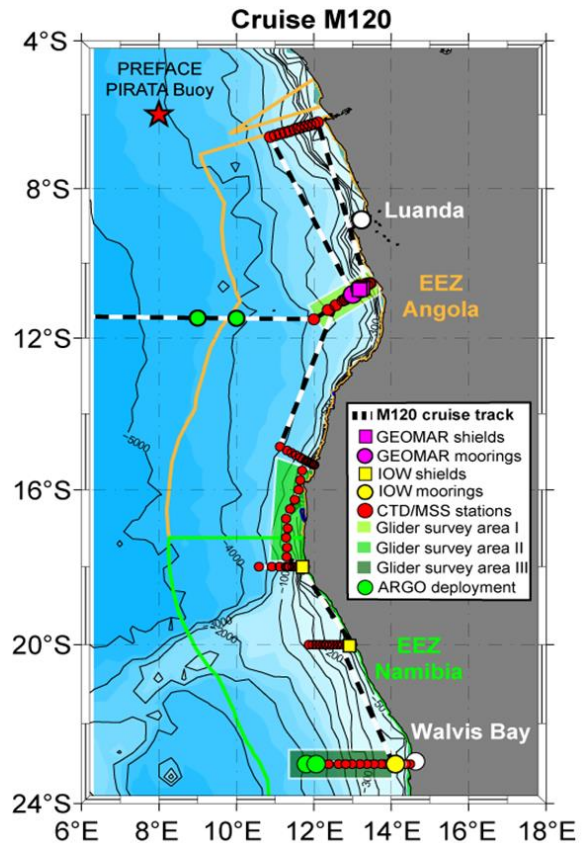 Cruise M120
4°S
PREFACE
PIRATA Buoy
8°S
Luanda
EEZ
Angola
12°S
M120 cruise track
GEOMAR shields
GEOMAR moorings
IOW shields
IOW moorings
CTD/MSS stations
Glider survey area I
Glider survey area II
Glider survey area III
ARGO deployment
-5000
16°S
-4000
20°S
EEZ
Namibia
Walvis Bay
24°S
6°E 8°E 10°E 12°E 14°E 16°E 18°E